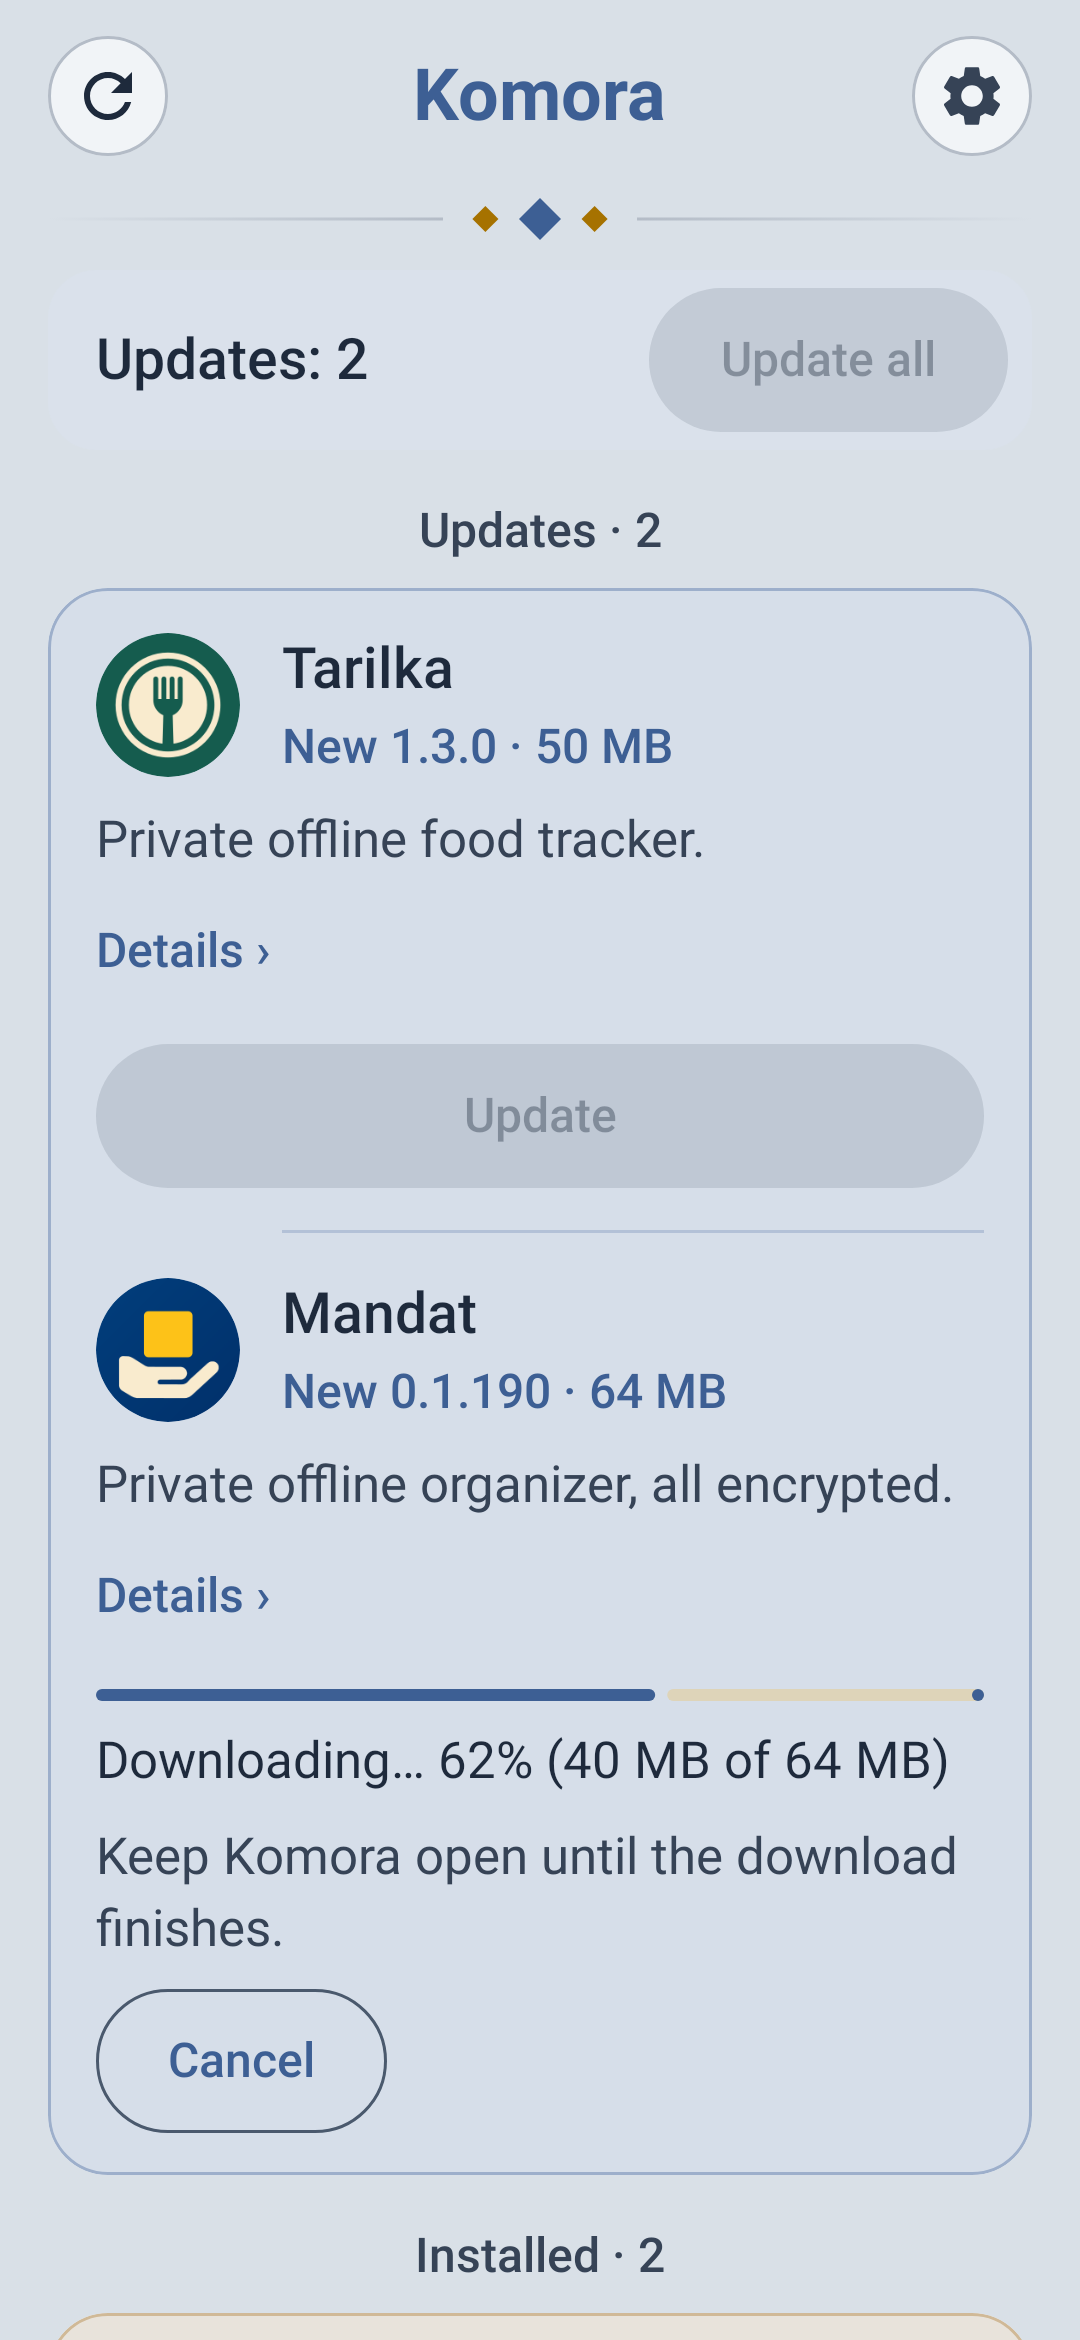 Komora
Updates: 2
Update all
Updates · 2
Tarilka
New 1.3.0 · 50 MB
Private offline food tracker.
Details ›
Update
Mandat
New 0.1.190 · 64 MB
Private offline organizer, all encrypted.
Details ›
Downloading… 62% (40 MB of 64 MB)
Keep Komora open until the download
finishes.
Cancel
Installed · 2